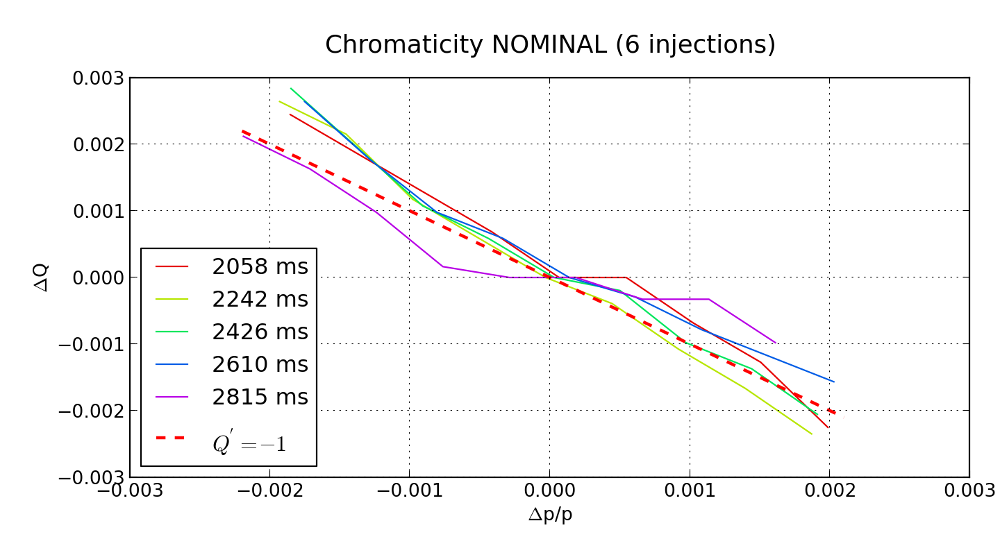 Chromaticity NOMINAL (6 injections)
0.003
0.002
0.001
0.000
−0.001
−0.002
−0.003
ΔQ
2058 ms
2242 ms
2426 ms
2610 ms
2815 ms
Q′ =−1
−0.003 −0.002 −0.001 0.000 0.001 0.002 0.003
Δp/p